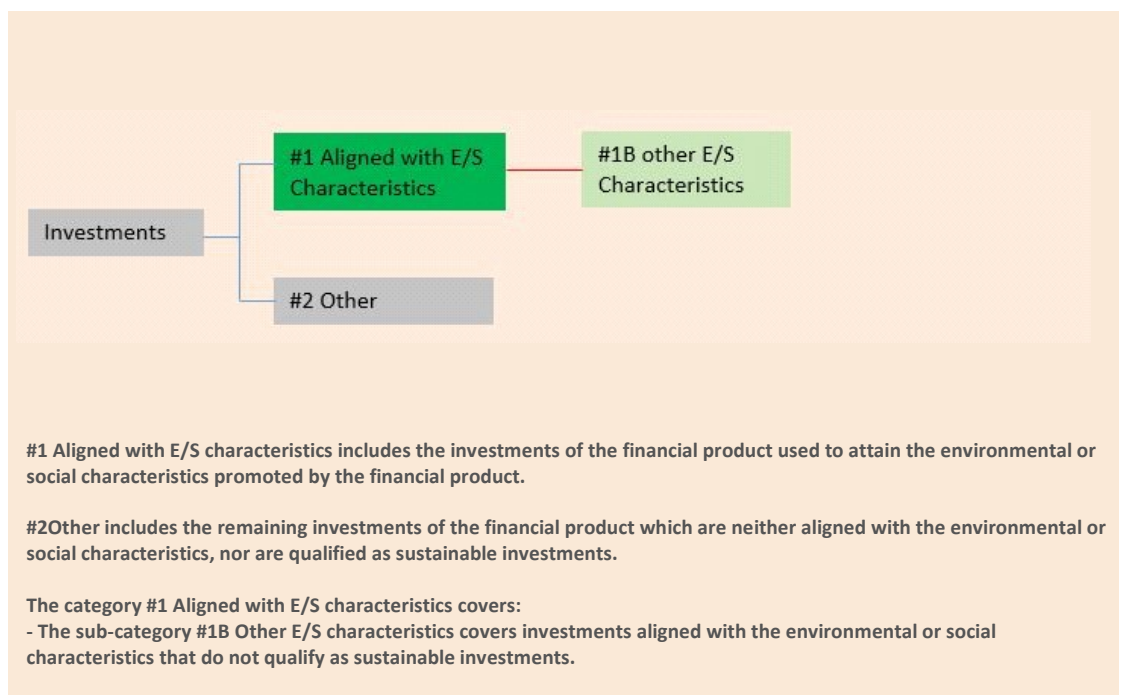 #1 Aligned with E/S
Characteristics
#1B other E/S
Characteristics
Investments
#2 Other
#1 Aligned with E/S characteristics includes the investments of the financial product used to attain the environmental or
social characteristics promoted by the financial product.
#2Other includes the remaining investments of the financial product which are neither aligned with the environmental or
social characteristics, nor are qualified as sustainable investments.
The category #1 Aligned with E/S characteristics covers:
- The sub-category #1B Other E/S characteristics covers investments aligned with the environmental or social
characteristics that do not qualify as sustainable investments.